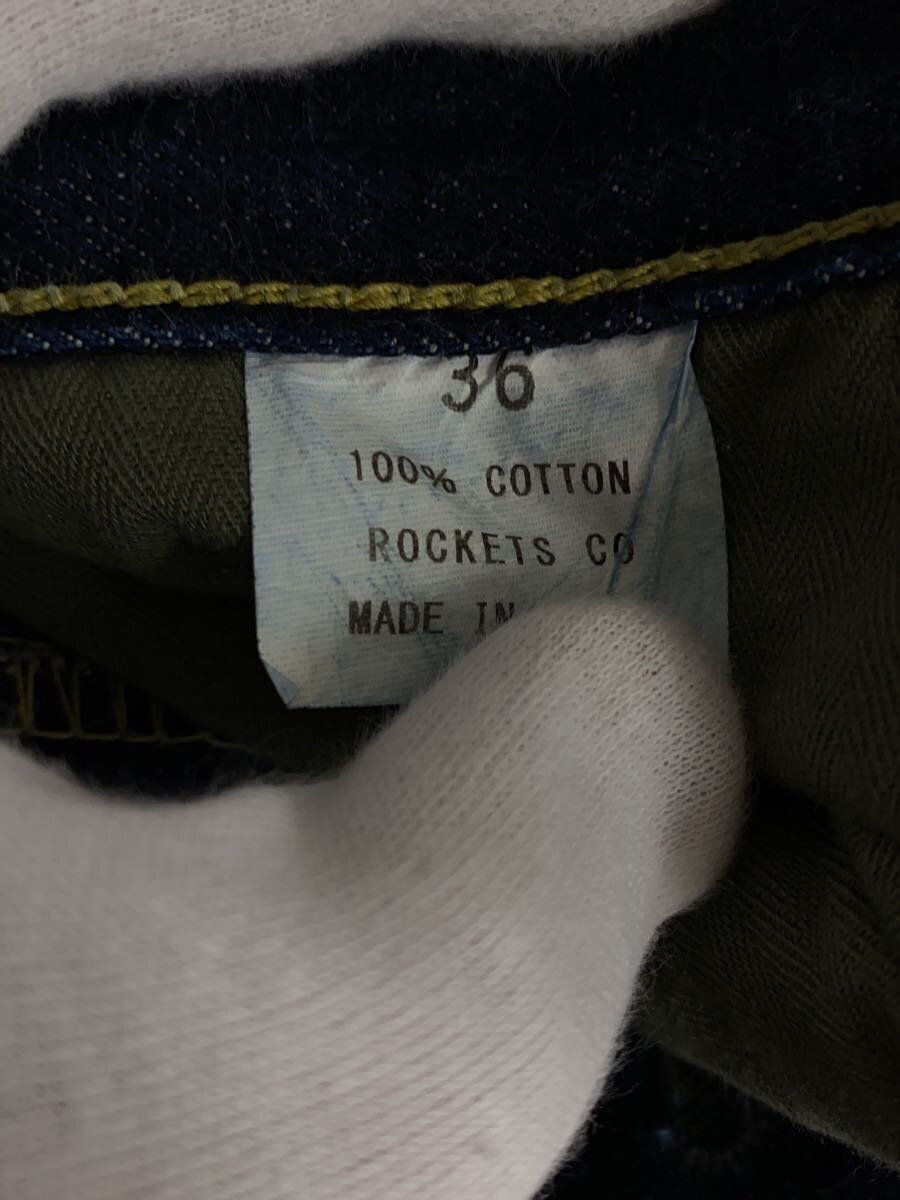 36
100% COTTON
ROCKETS CO
MADE IN